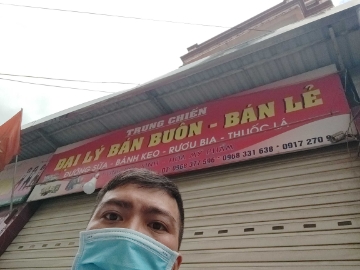 TRUNG CHIẾN
ĐẠI LÝ BÁN BUÔN - BÁN LẺ
ĐƯỜNG SỮA - BÁNH KẸO - RƯỢU BIA - THUỐC LÁ
0968 331 638 - 0917 270